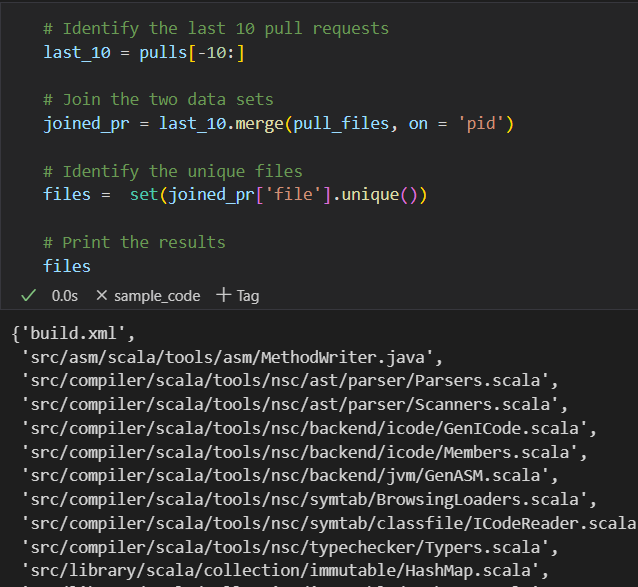 # Identify the last 10 pull requests
last_10 = pulls[-10:]
# Join the two data sets
joined_pr = last_10.merge(pull_files, on = 'pid')
# Identify the unique files
files =  set(joined_pr['file'].unique())
# Print the results
files
0.0s sample_code Tag
{'build.xml',
'src/asm/scala/tools/asm/MethodWriter.java',
'src/compiler/scala/tools/nsc/ast/parser/Parsers.scala',
'src/compiler/scala/tools/nsc/ast/parser/Scanners.scala',
'src/compiler/scala/tools/nsc/backend/icode/GenICode.scala',
'src/compiler/scala/tools/nsc/backend/icode/Members.scala',
'src/compiler/scala/tools/nsc/backend/jvm/GenASM.scala',
'src/compiler/scala/tools/nsc/symtab/BrowsingLoaders.scala',
'src/compiler/scala/tools/nsc/symtab/classfile/ICodeReader.scala
'src/compiler/scala/tools/nsc/typechecker/Typers.scala',
'src/library/scala/collection/immutable/HashMap.scala',